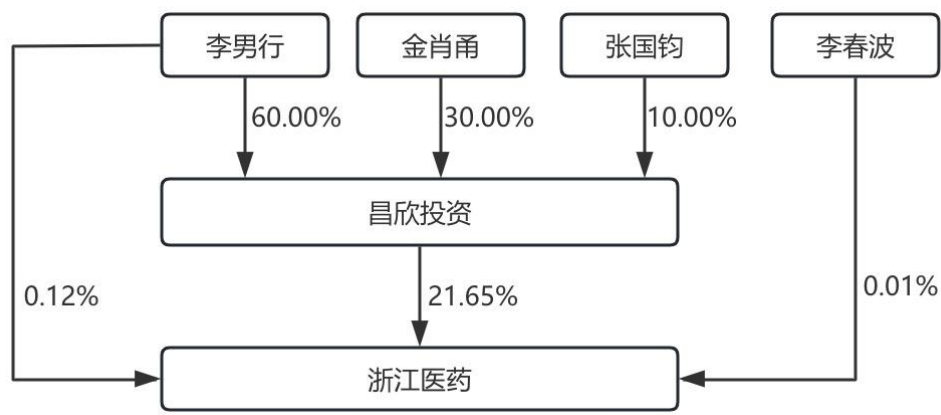 李男行
金肖甬
张国钧
李春波
60.00%
30.00%
10.00%
昌欣投资
0.12%
21.65%
0.01%
浙江医药